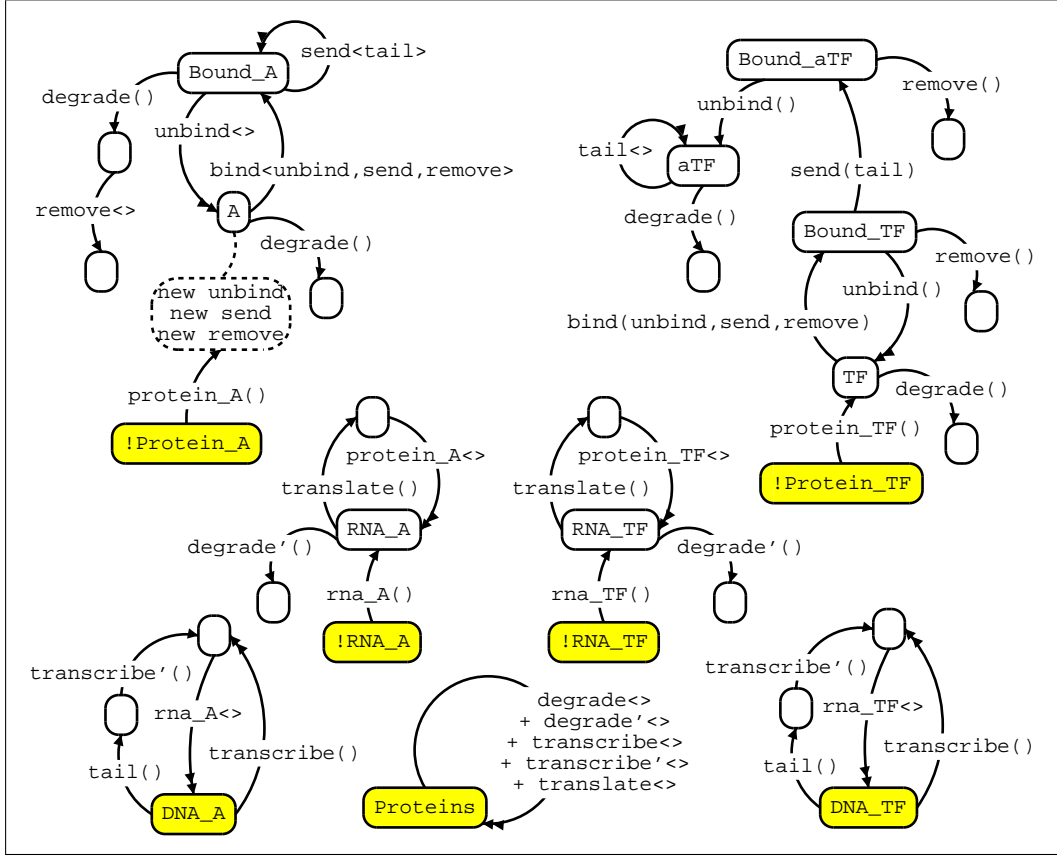 send<tail>
Bound_A
Bound_aTF
degrade()
remove()
unbind<>
unbind()
tail<>
aTF
bind<unbind,send,remove>
send(tail)
remove<>
A
degrade()
degrade()
Bound_TF
remove()
new unbind
new send
new remove
unbind()
bind(unbind,send,remove)
protein_A()
TF
degrade()
!Protein_A
protein_TF()
protein_A<>
protein_TF<>
!Protein_TF
translate()
translate()
RNA_A
RNA_TF
degrade’()
degrade’()
rna_A()
rna_TF()
!RNA_A
!RNA_TF
transcribe’()
transcribe’()
rna_A<>
degrade<>
+ degrade’<>
+ transcribe<>
+ transcribe’<>
+ translate<>
rna_TF<>
transcribe()
transcribe()
tail()
tail()
DNA_A
Proteins
DNA_TF